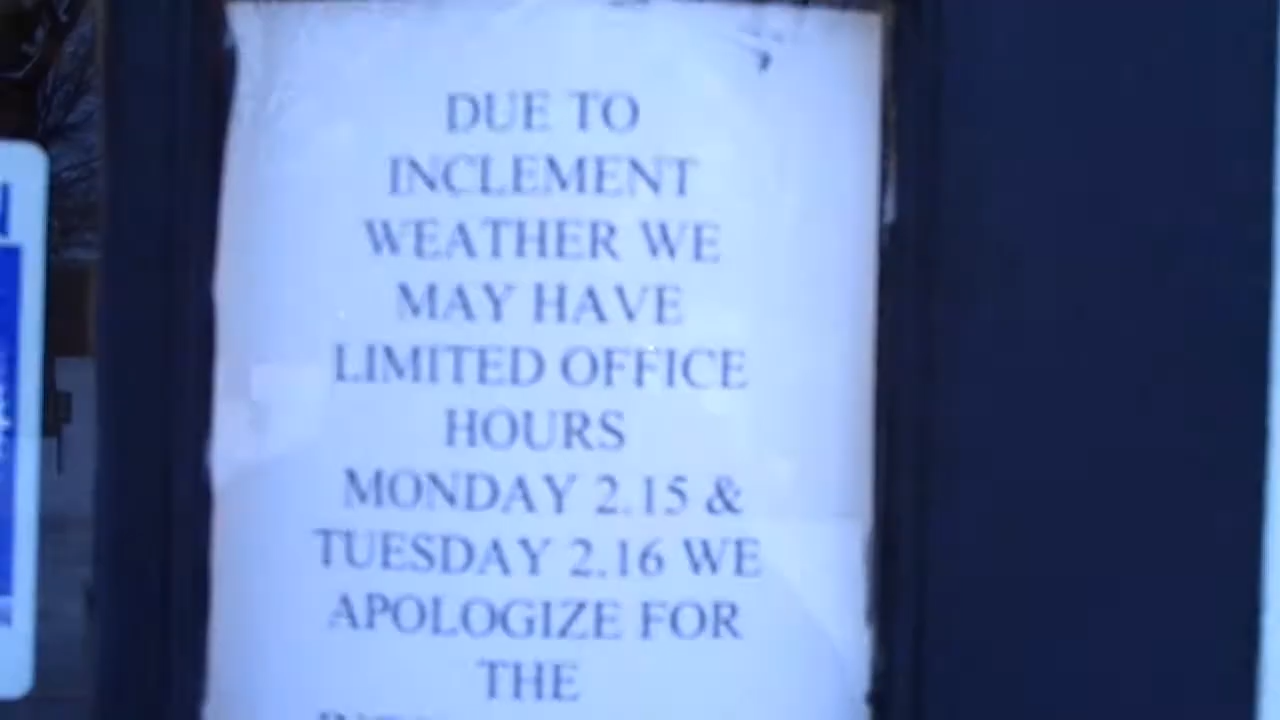 DUE TO
INCLEMENT
WEATHER WE
MAY HAVE
LIMITED OFFICE
HOURS
MONDAY 2.15 &
TUESDAY 2.16 WE
APOLOGIZE FOR
THE